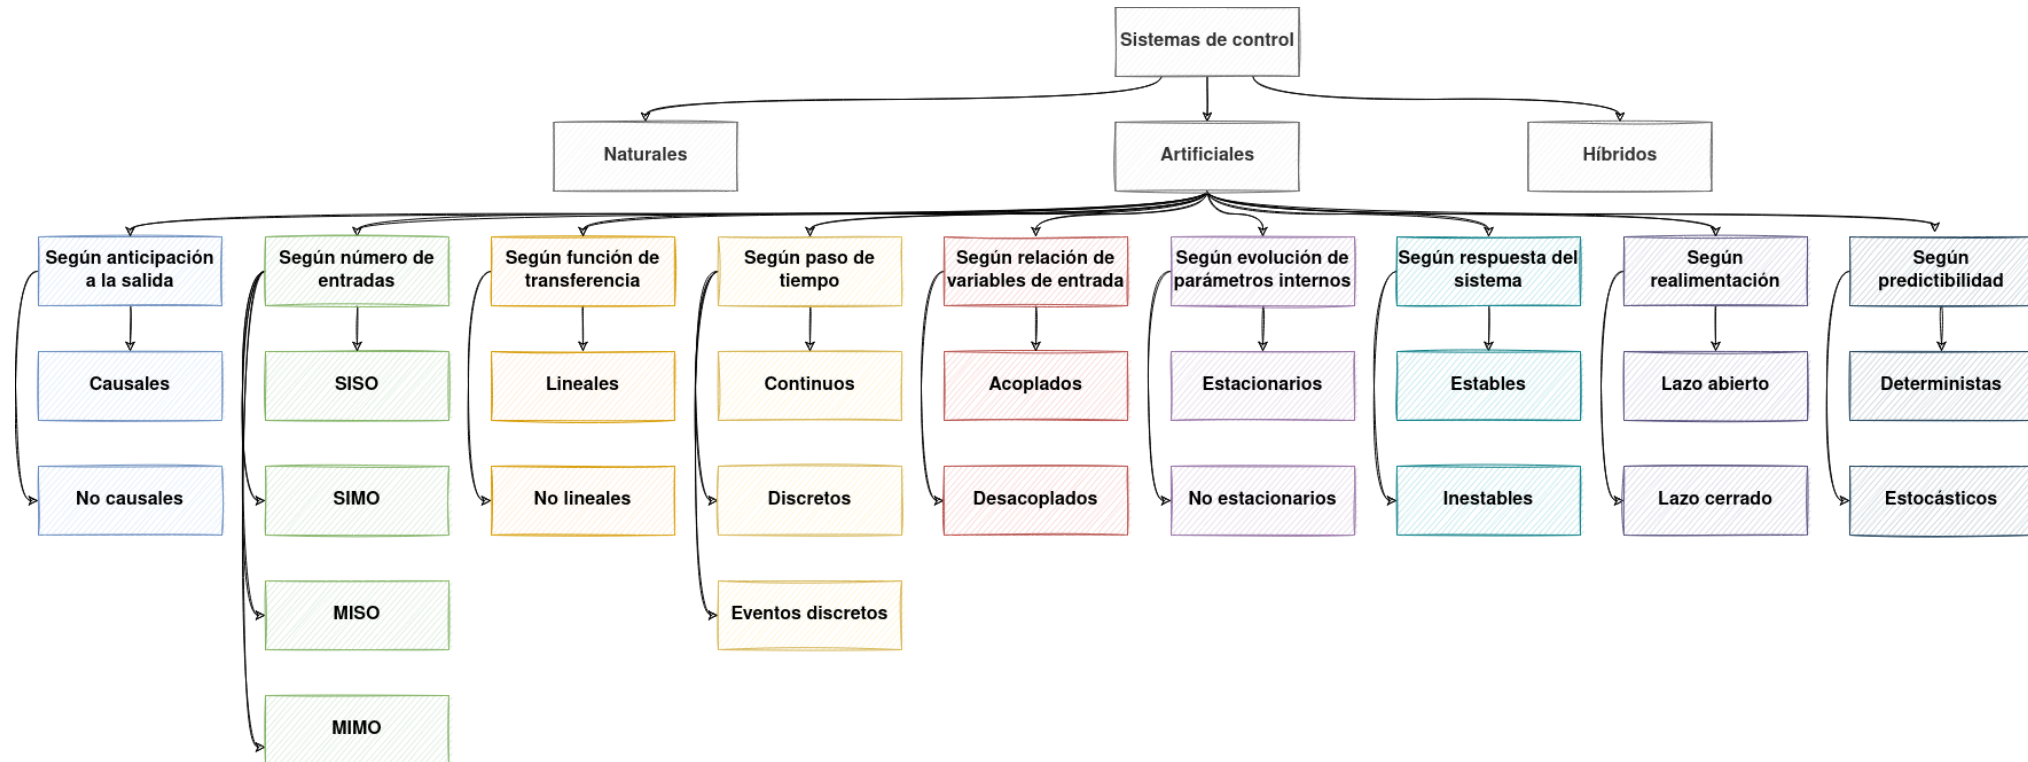 Sistemas de control
Naturales
Artificiales
Híbridos
Según anticipación
a la salida
Según número de
entradas
Según función de
transferencia
Según paso de
tiempo
Según relación de
variables de entrada
Según evolución de
parámetros internos
Según respuesta del
sistema
Según
realimentación
Según
predictibilidad
Causales
SISO
Lineales
Continuos
Acoplados
Estacionarios
Estables
Lazo abierto
Deterministas
No causales
SIMO
No lineales
Discretos
Desacoplados
No estacionarios
Inestables
Lazo cerrado
Estocásticos
MISO
Eventos discretos
MIMO